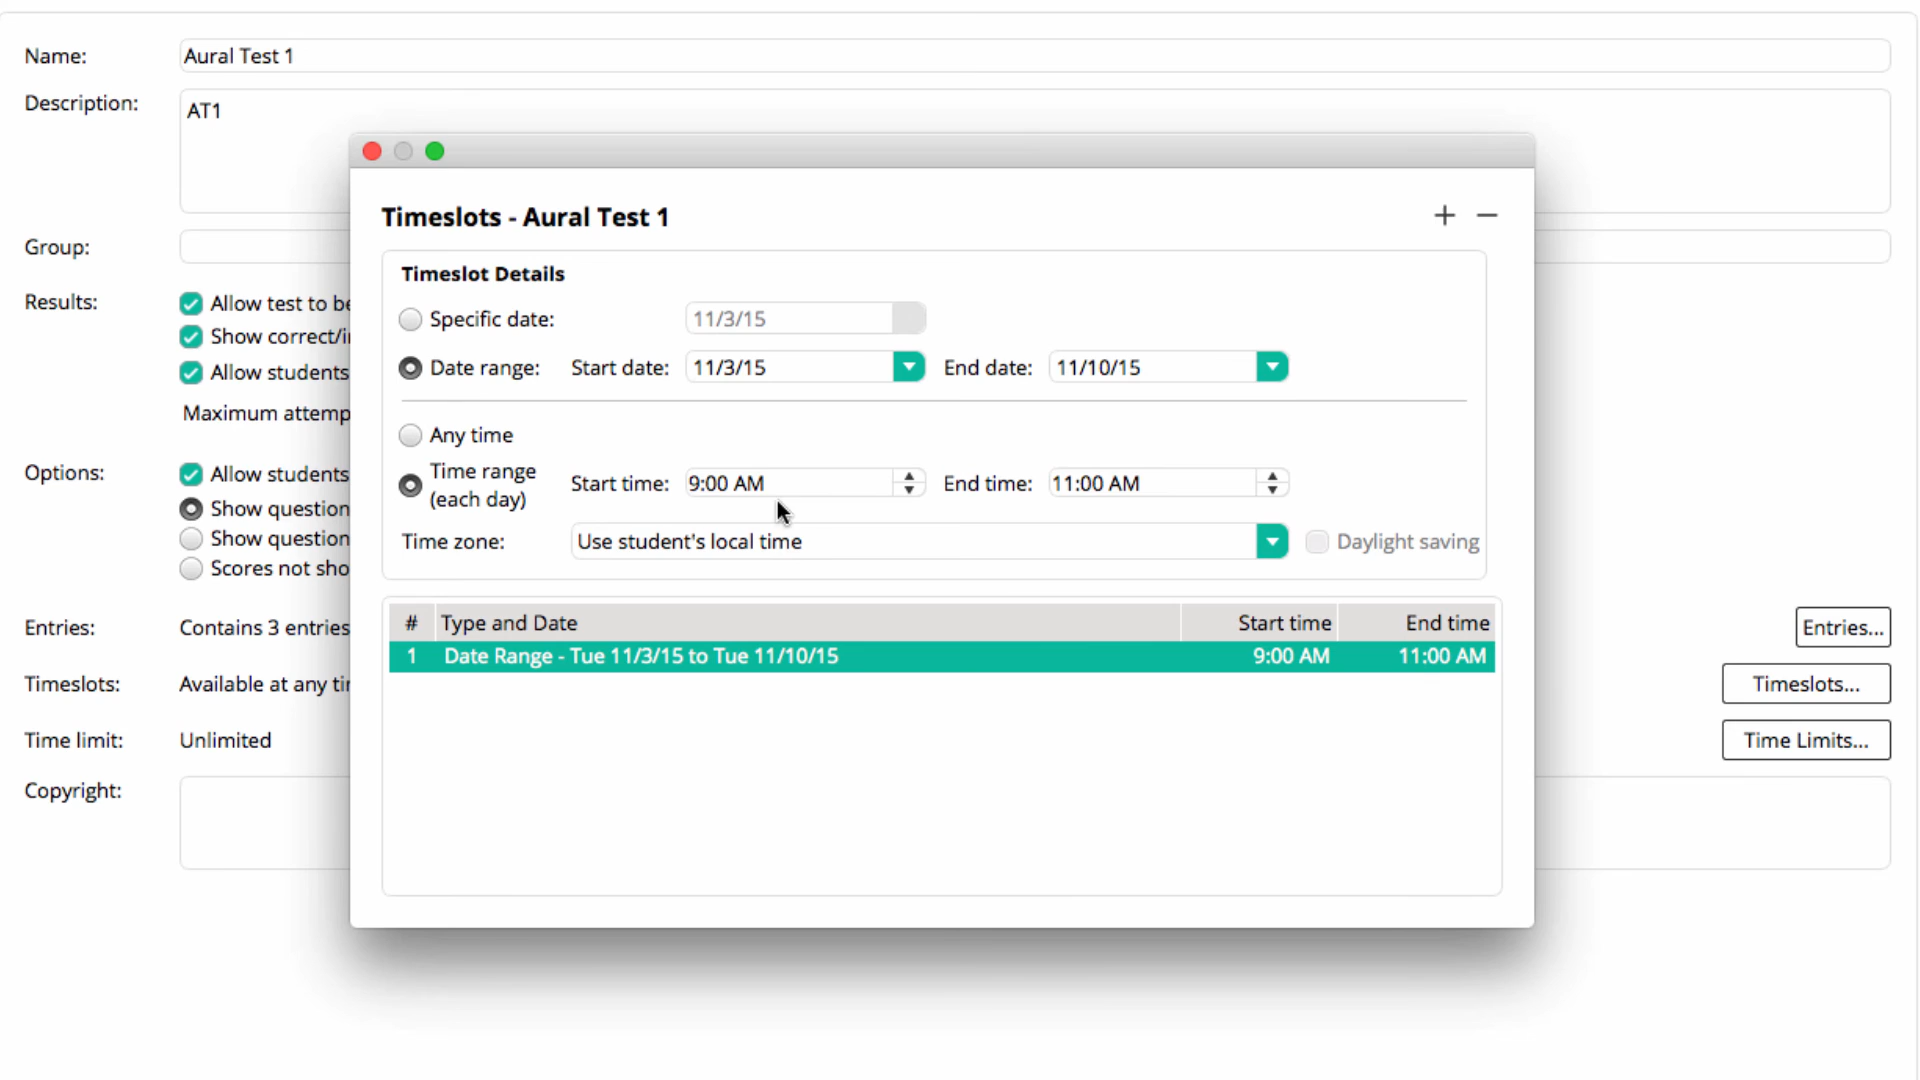 Name: Aural Test 1
Description: AT1
Group:
Results: Allow test to be
Show correct/i
Allow students
Maximum attemp
Options: Allow students
Show question
Show question
Scores not sho
Entries: Contains 3 entries Entries...
Timeslots: Available at any ti Timeslots...
Time limit: Unlimited Time Limits...
Copyright:
Timeslots - Aural Test 1
Timeslot Details
Specific date: 11/3/15
Date range: Start date: 11/3/15 End date: 11/10/15
Any time
Time range
(each day) Start time: 9:00 AM End time: 11:00 AM
Time zone: Use student's local time Daylight saving
# Type and Date Start time End time
1 Date Range - Tue 11/3/15 to Tue 11/10/15 9:00 AM 11:00 AM